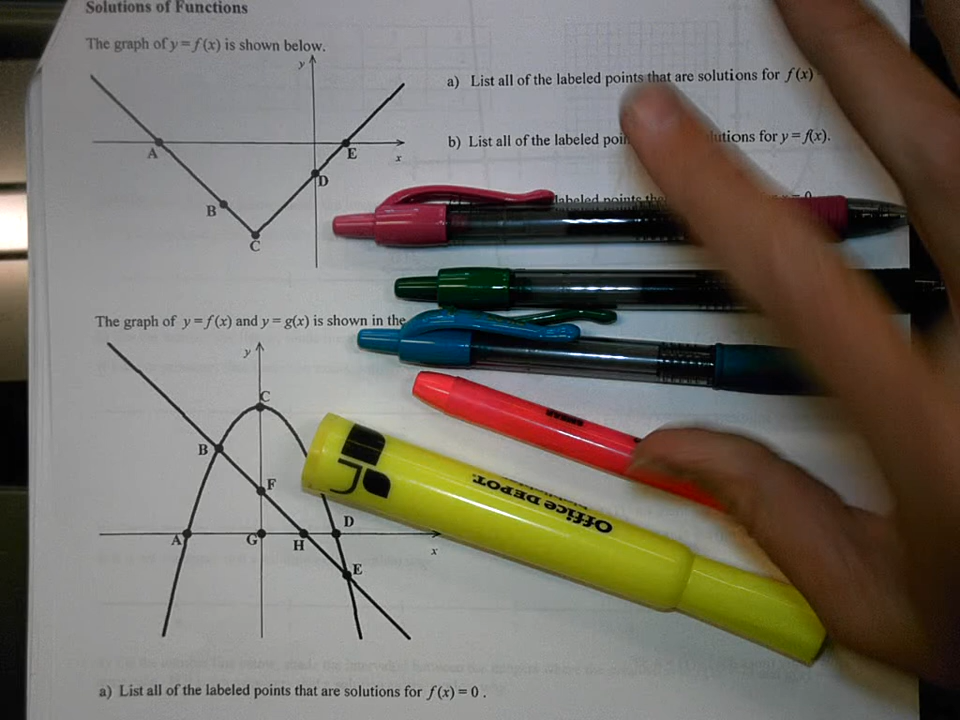 Solutions of Functions
The graph of y = f(x) is shown below.
a) List all of the labeled points that are solutions for f(x)
b) List all of the labeled for y = f(x).
labeled points
y
A
E
x
D
B
C
The graph of y = f(x) and y = g(x) is shown in the
y
C
B
F
A
G
H
D
x
E
Office DEPOT.
a) List all of the labeled points that are solutions for f(x) = 0.